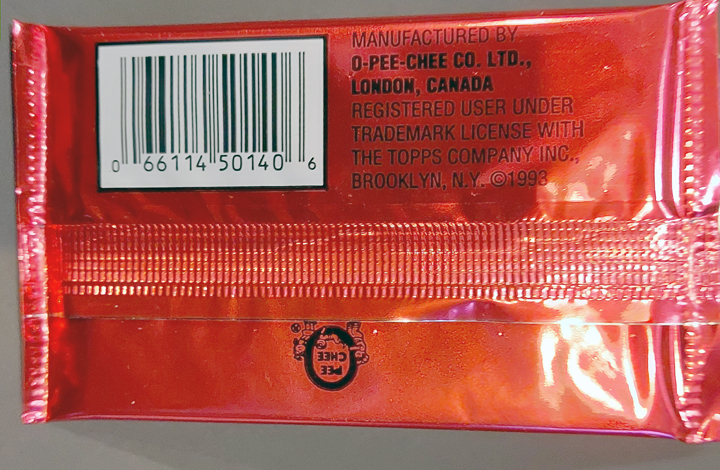 MANUFACTURED BY
O-PEE-CHEE CO. LTD.,
LONDON, CANADA
REGISTERED USER UNDER
TRADEMARK LICENSE WITH
THE TOPPS COMPANY INC.,
BROOKLYN, N.Y. ©1993
0 66114 50140 6
O
PEE
CHEE